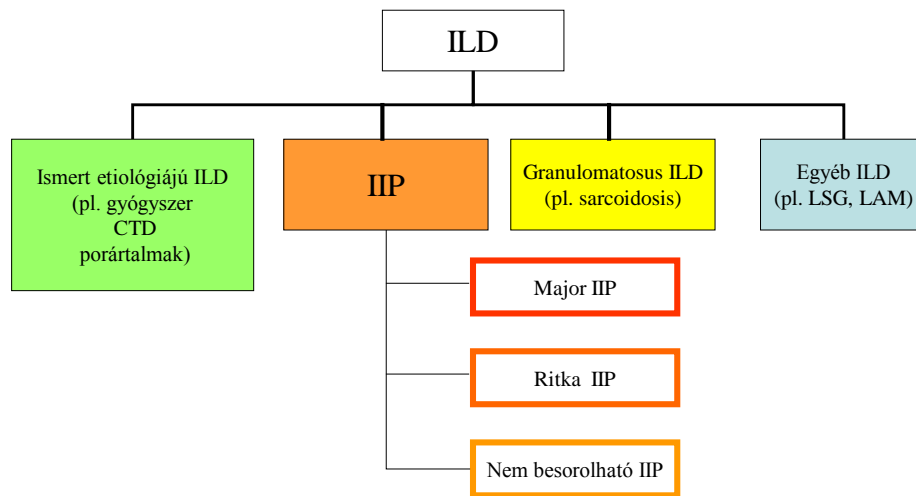 ILD
Ismert etiológiájú ILD
(pl. gyógyszer
CTD
porártalmak)
IIP
Granulomatosus ILD
(pl. sarcoidosis)
Egyéb ILD
(pl. LSG, LAM)
Major IIP
Ritka IIP
Nem besorolható IIP